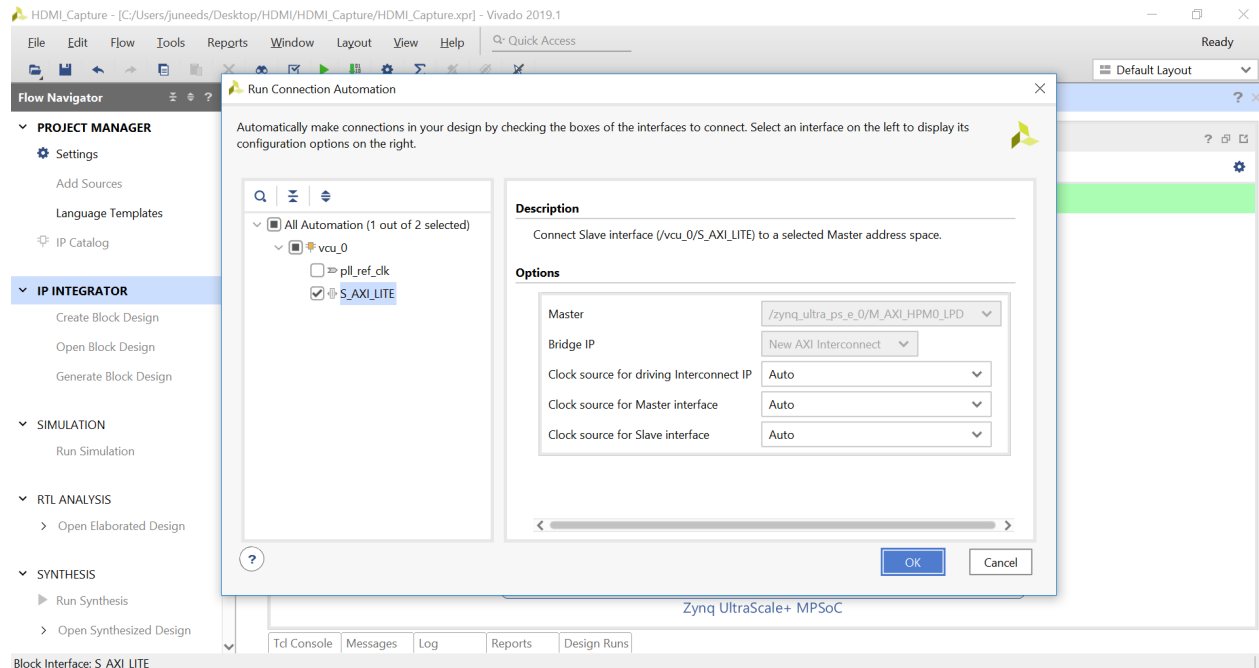 HDMI_Capture - [C:/Users/juneeds/Desktop/HDMI/HDMI_Capture/HDMI_Capture.xpr] - Vivado 2019.1
File Edit Flow Tools Reports Window Layout View Help Quick Access Ready
Default Layout
Flow Navigator ?
?
PROJECT MANAGER
Settings
Add Sources
Language Templates
IP Catalog
IP INTEGRATOR
Create Block Design
Open Block Design
Generate Block Design
SIMULATION
Run Simulation
RTL ANALYSIS
Open Elaborated Design
SYNTHESIS
Run Synthesis
Open Synthesized Design
?
Run Connection Automation
Automatically make connections in your design by checking the boxes of the interfaces to connect. Select an interface on the left to display its
configuration options on the right.
All Automation (1 out of 2 selected)
vcu_0
pll_ref_clk
S_AXI_LITE
Description
Connect Slave interface (/vcu_0/S_AXI_LITE) to a selected Master address space.
Options
Master /zynq_ultra_ps_e_0/M_AXI_HPM0_LPD
Bridge IP New AXI Interconnect
Clock source for driving Interconnect IP Auto
Clock source for Master interface Auto
Clock source for Slave interface Auto
? OK Cancel
Zynq UltraScale+ MPSoC
Tcl Console Messages Log Reports Design Runs
Block Interface: S_AXI_LITE